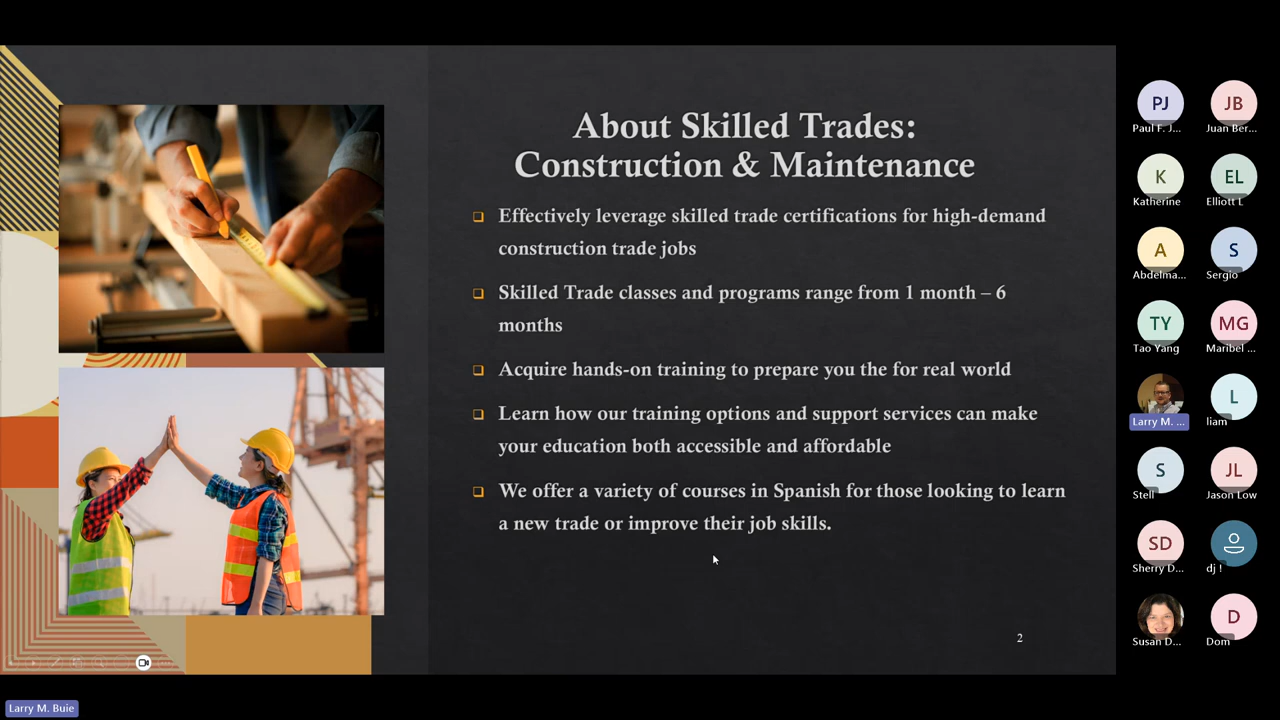 About Skilled Trades:
Construction & Maintenance
Effectively leverage skilled trade certifications for high-demand
construction trade jobs
Skilled Trade classes and programs range from 1 month – 6
months
Acquire hands-on training to prepare you the for real world
Learn how our training options and support services can make
your education both accessible and affordable
We offer a variety of courses in Spanish for those looking to learn
a new trade or improve their job skills.
2
PJ JB
Paul F. J... Juan Ber...
K EL
Katherine Elliott L
A S
Abdelma... Sergio
TY MG
Tao Yang Maribel ...
L
Larry M. ... liam
S JL
Stell Jason Low
SD
Sherry D... dj !
D
Susan D... Dom
Larry M. Buie